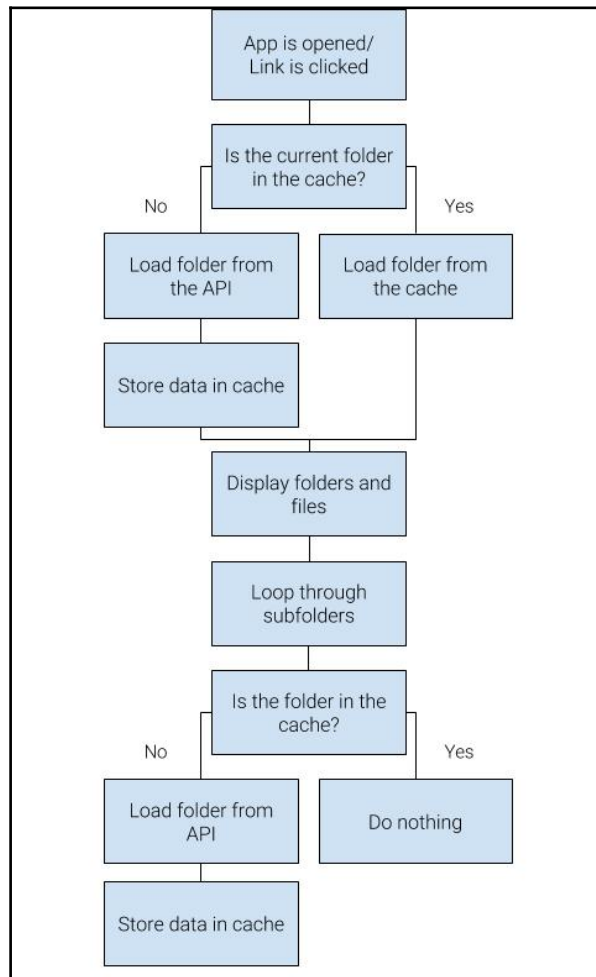 App is opened/
Link is clicked
Is the current folder
in the cache?
No
Yes
Load folder from
the API
Load folder from
the cache
Store data in cache
Display folders and
files
Loop through
subfolders
Is the folder in the
cache?
No
Yes
Load folder from
API
Do nothing
Store data in cache